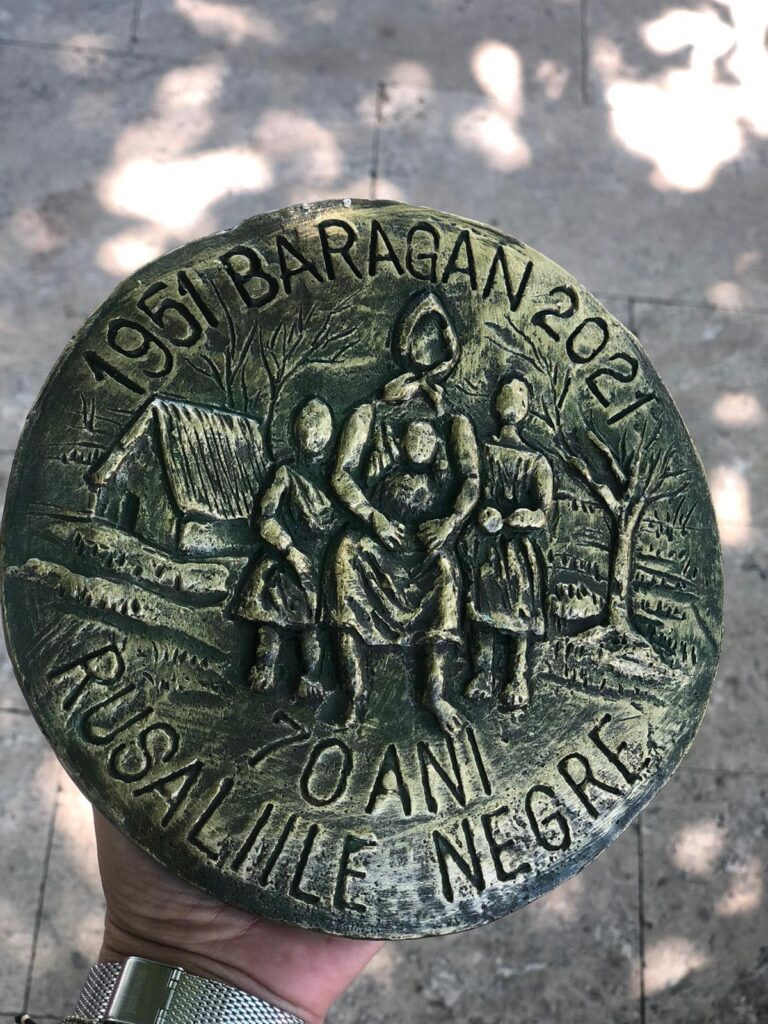 1951 BARAGAN 2021
70 ANI
RUSALIILE NEGRE